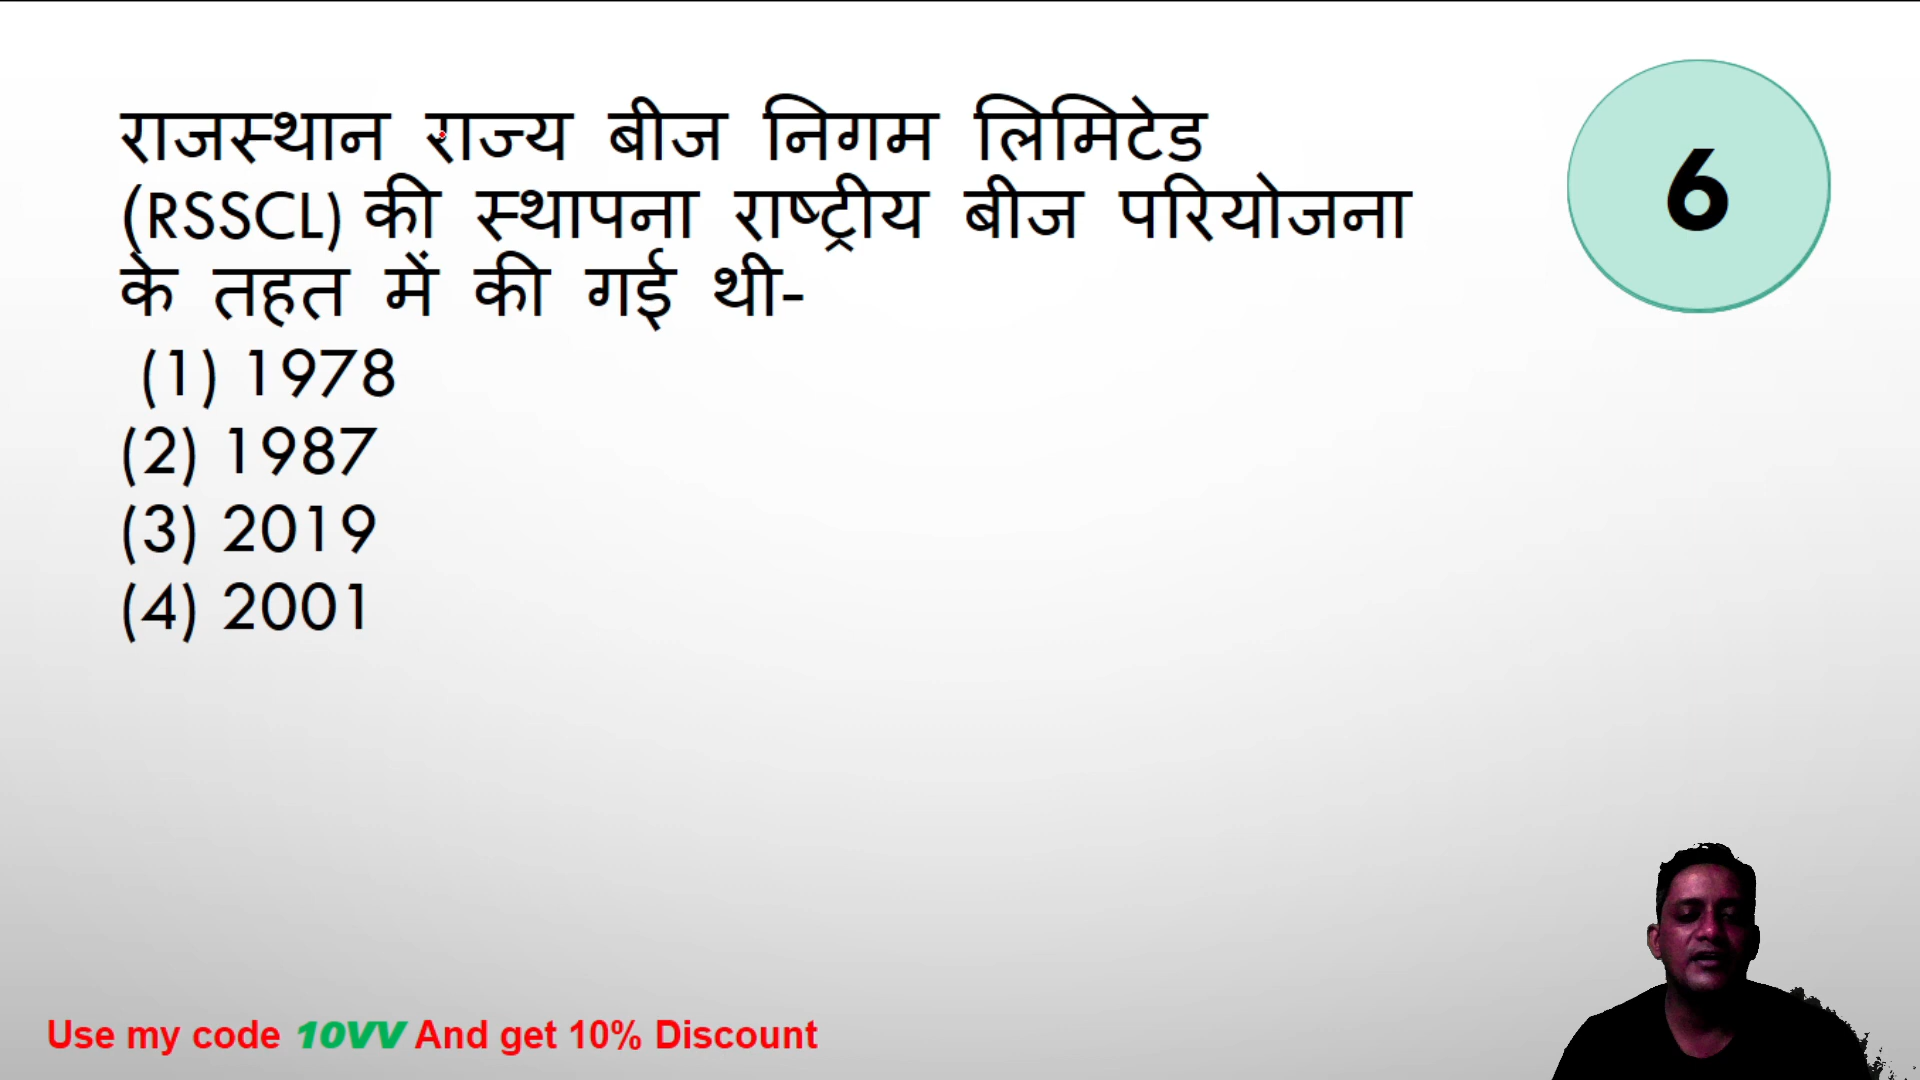 राजस्थान राज्य बीज निगम लिमिटेड
(RSSCL) की स्थापना राष्ट्रीय बीज परियोजना
के तहत में की गई थी-
(1) 1978
(2) 1987
(3) 2019
(4) 2001
6
Use my code 10VV And get 10% Discount